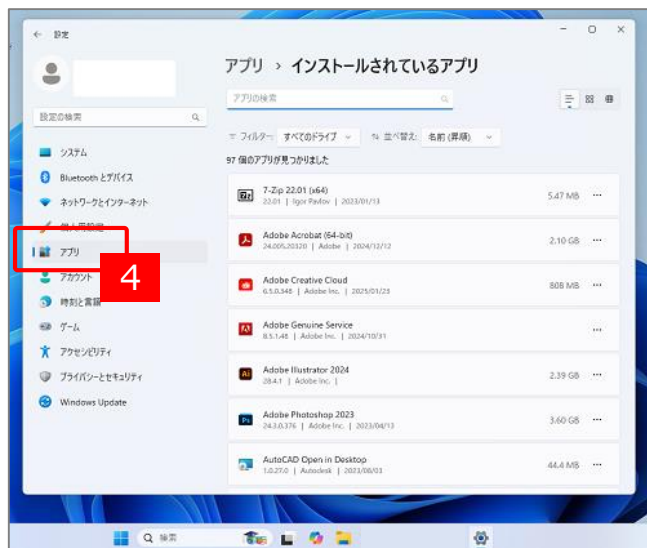 設定
アプリ › インストールされているアプリ
アプリの検索
設定の検索
フィルター: すべてのドライブ
並べ替え: 名前 (昇順)
97 個のアプリが見つかりました
システム
Bluetooth とデバイス
ネットワークとインターネット
個人用設定
アプリ
4
アカウント
時刻と言語
ゲーム
アクセシビリティ
プライバシーとセキュリティ
Windows Update
7-Zip 22.01 (x64)
22.01 | Igor Pavlov | 2023/01/13
5.47 MB
Adobe Acrobat (64-bit)
24.005.20320 | Adobe | 2024/12/12
2.10 GB
Adobe Creative Cloud
6.5.0.348 | Adobe Inc. | 2025/01/23
808 MB
Adobe Genuine Service
8.5.1.48 | Adobe Inc. | 2024/10/31
Adobe Illustrator 2024
28.4.1 | Adobe Inc. |
2.39 GB
Adobe Photoshop 2023
24.3.0.376 | Adobe Inc. | 2023/04/13
3.60 GB
AutoCAD Open in Desktop
1.0.27.0 | Autodesk | 2023/08/03
44.4 MB
検索